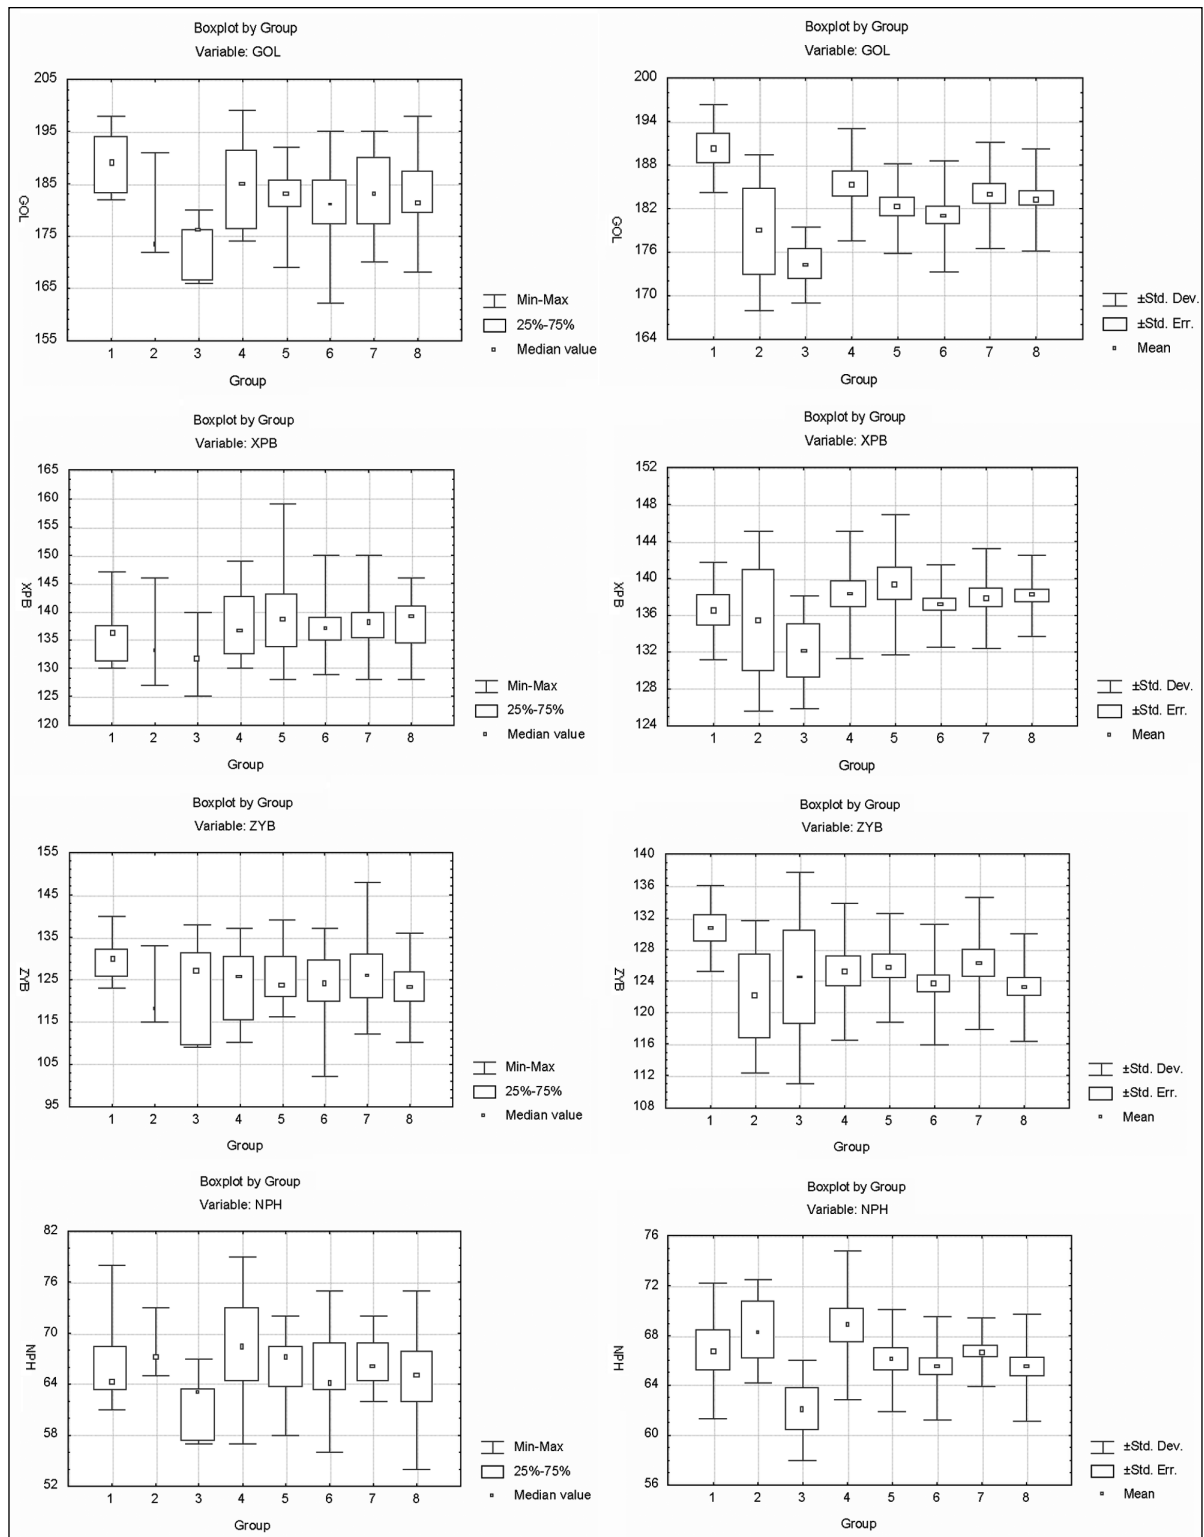 Boxplot by Group
Variable: GOL
205
195
185
175
165
155
GOL
1 2 3 4 5 6 7 8
Group
Min-Max
25%-75%
Median value
Boxplot by Group
Variable: GOL
200
194
188
182
176
170
164
GOL
1 2 3 4 5 6 7 8
Group
±Std. Dev.
±Std. Err.
Mean
Boxplot by Group
Variable: XPB
165
160
155
150
145
140
135
130
125
120
XPB
1 2 3 4 5 6 7 8
Group
Min-Max
25%-75%
Median value
Boxplot by Group
Variable: XPB
152
148
144
140
136
132
128
124
XPB
1 2 3 4 5 6 7 8
Group
±Std. Dev.
±Std. Err.
Mean
Boxplot by Group
Variable: ZYB
155
145
135
125
115
105
95
ZYB
1 2 3 4 5 6 7 8
Group
Min-Max
25%-75%
Median value
Boxplot by Group
Variable: ZYB
140
136
132
128
124
120
116
112
108
ZYB
1 2 3 4 5 6 7 8
Group
±Std. Dev.
±Std. Err.
Mean
Boxplot by Group
Variable: NPH
82
76
70
64
58
52
NPH
1 2 3 4 5 6 7 8
Group
Min-Max
25%-75%
Median value
Boxplot by Group
Variable: NPH
76
72
68
64
60
56
NPH
1 2 3 4 5 6 7 8
Group
±Std. Dev.
±Std. Err.
Mean